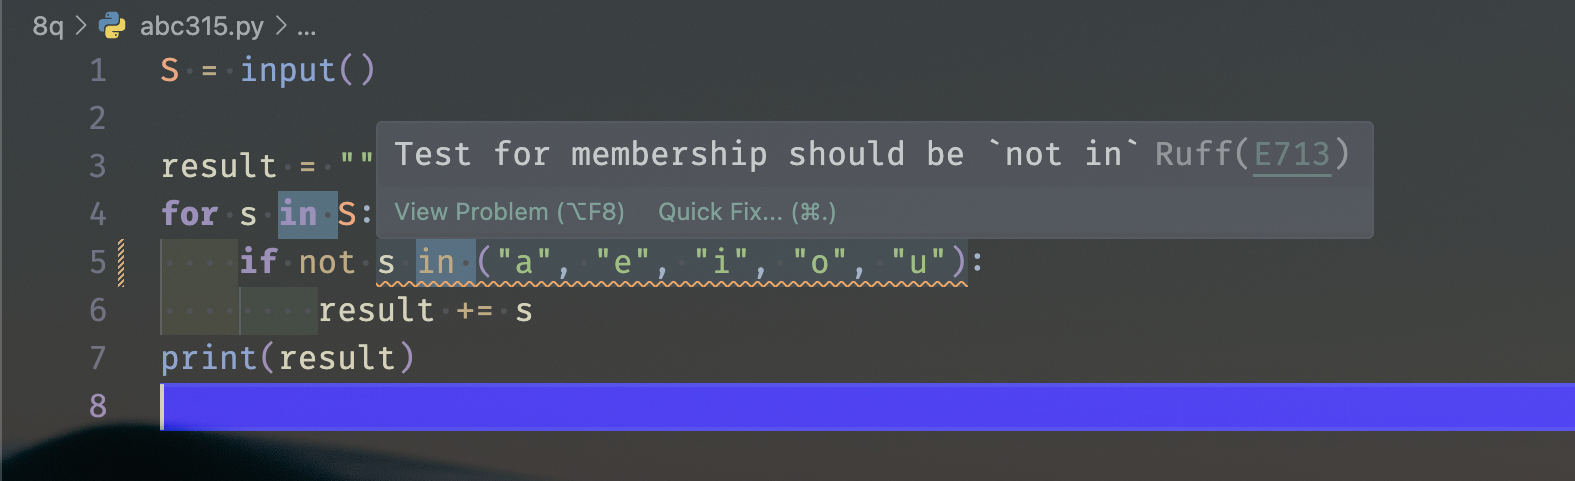 8q > abc315.py > ...
1 S = input()
2
3 result = ""
Test for membership should be `not in` Ruff(E713)
View Problem (⌥F8) Quick Fix... (⌘.)
4 for s in S:
5 if not s in ("a", "e", "i", "o", "u"):
6 result += s
7 print(result)
8